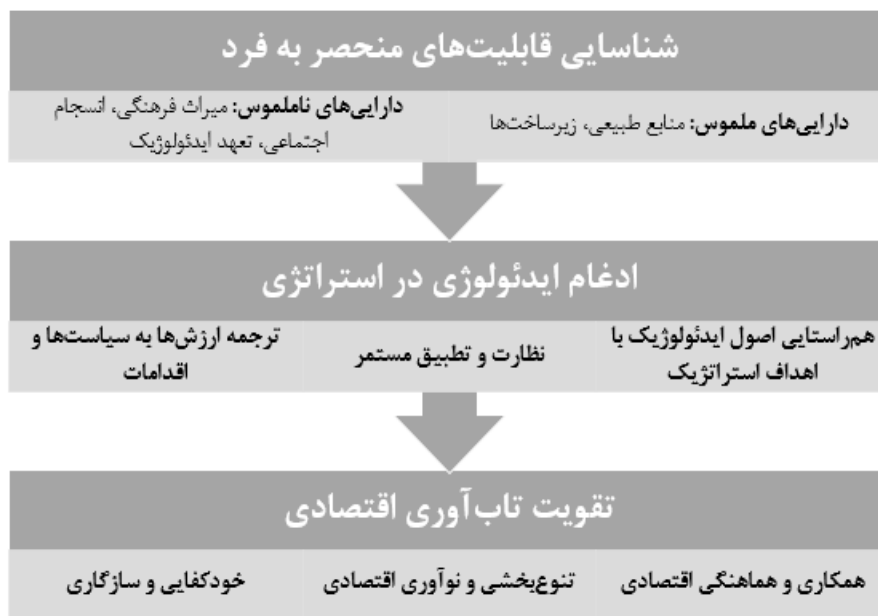 شناسایی قابلیت‌های منحصر به فرد
دارایی‌های ملموس: منابع طبیعی، زیرساخت‌ها
دارایی‌های ناملموس: میراث فرهنگی، انسجام
اجتماعی، تعهد ایدئولوژیک
ادغام ایدئولوژی در استراتژی
هم‌راستایی اصول ایدئولوژیک با
اهداف استراتژیک
نظارت و تطبیق مستمر
ترجمه ارزش‌ها به سیاست‌ها و
اقدامات
تقویت تاب‌آوری اقتصادی
همکاری و هماهنگی اقتصادی
تنوع‌بخشی و نوآوری اقتصادی
خودکفایی و سازگاری